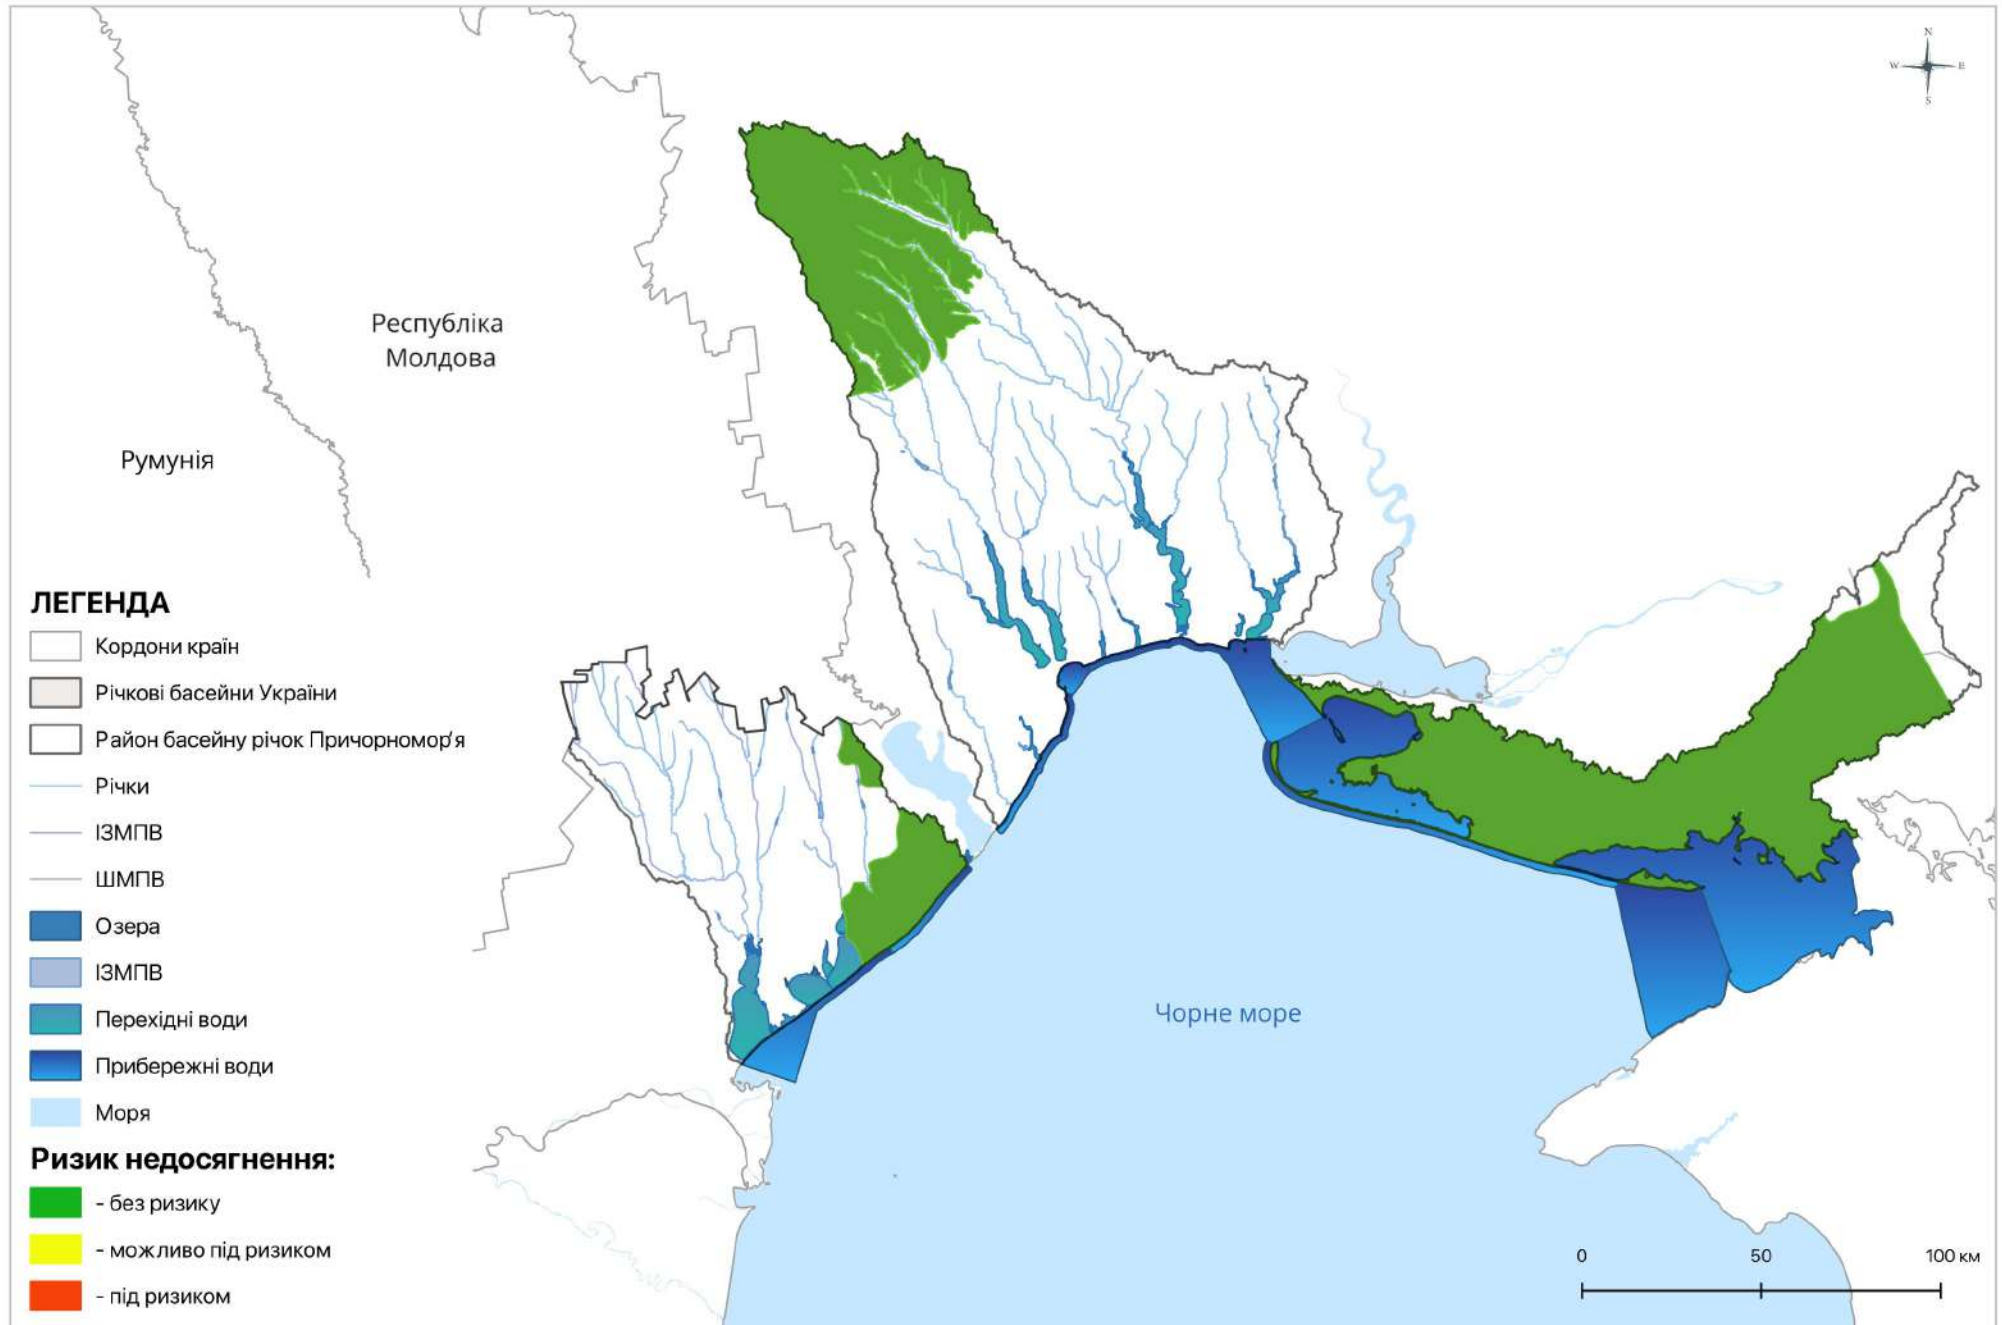 N
W E
S
Республіка
Молдова
Румунія
ЛЕГЕНДА
Кордони країн
Річкові басейни України
Район басейну річок Причорномор'я
Річки
ІЗМПВ
ШМПВ
Озера
ІЗМПВ
Перехідні води
Прибережні води
Моря
Ризик недосягнення:
- без ризику
- можливо під ризиком
- під ризиком
Чорне море
0 50 100 км